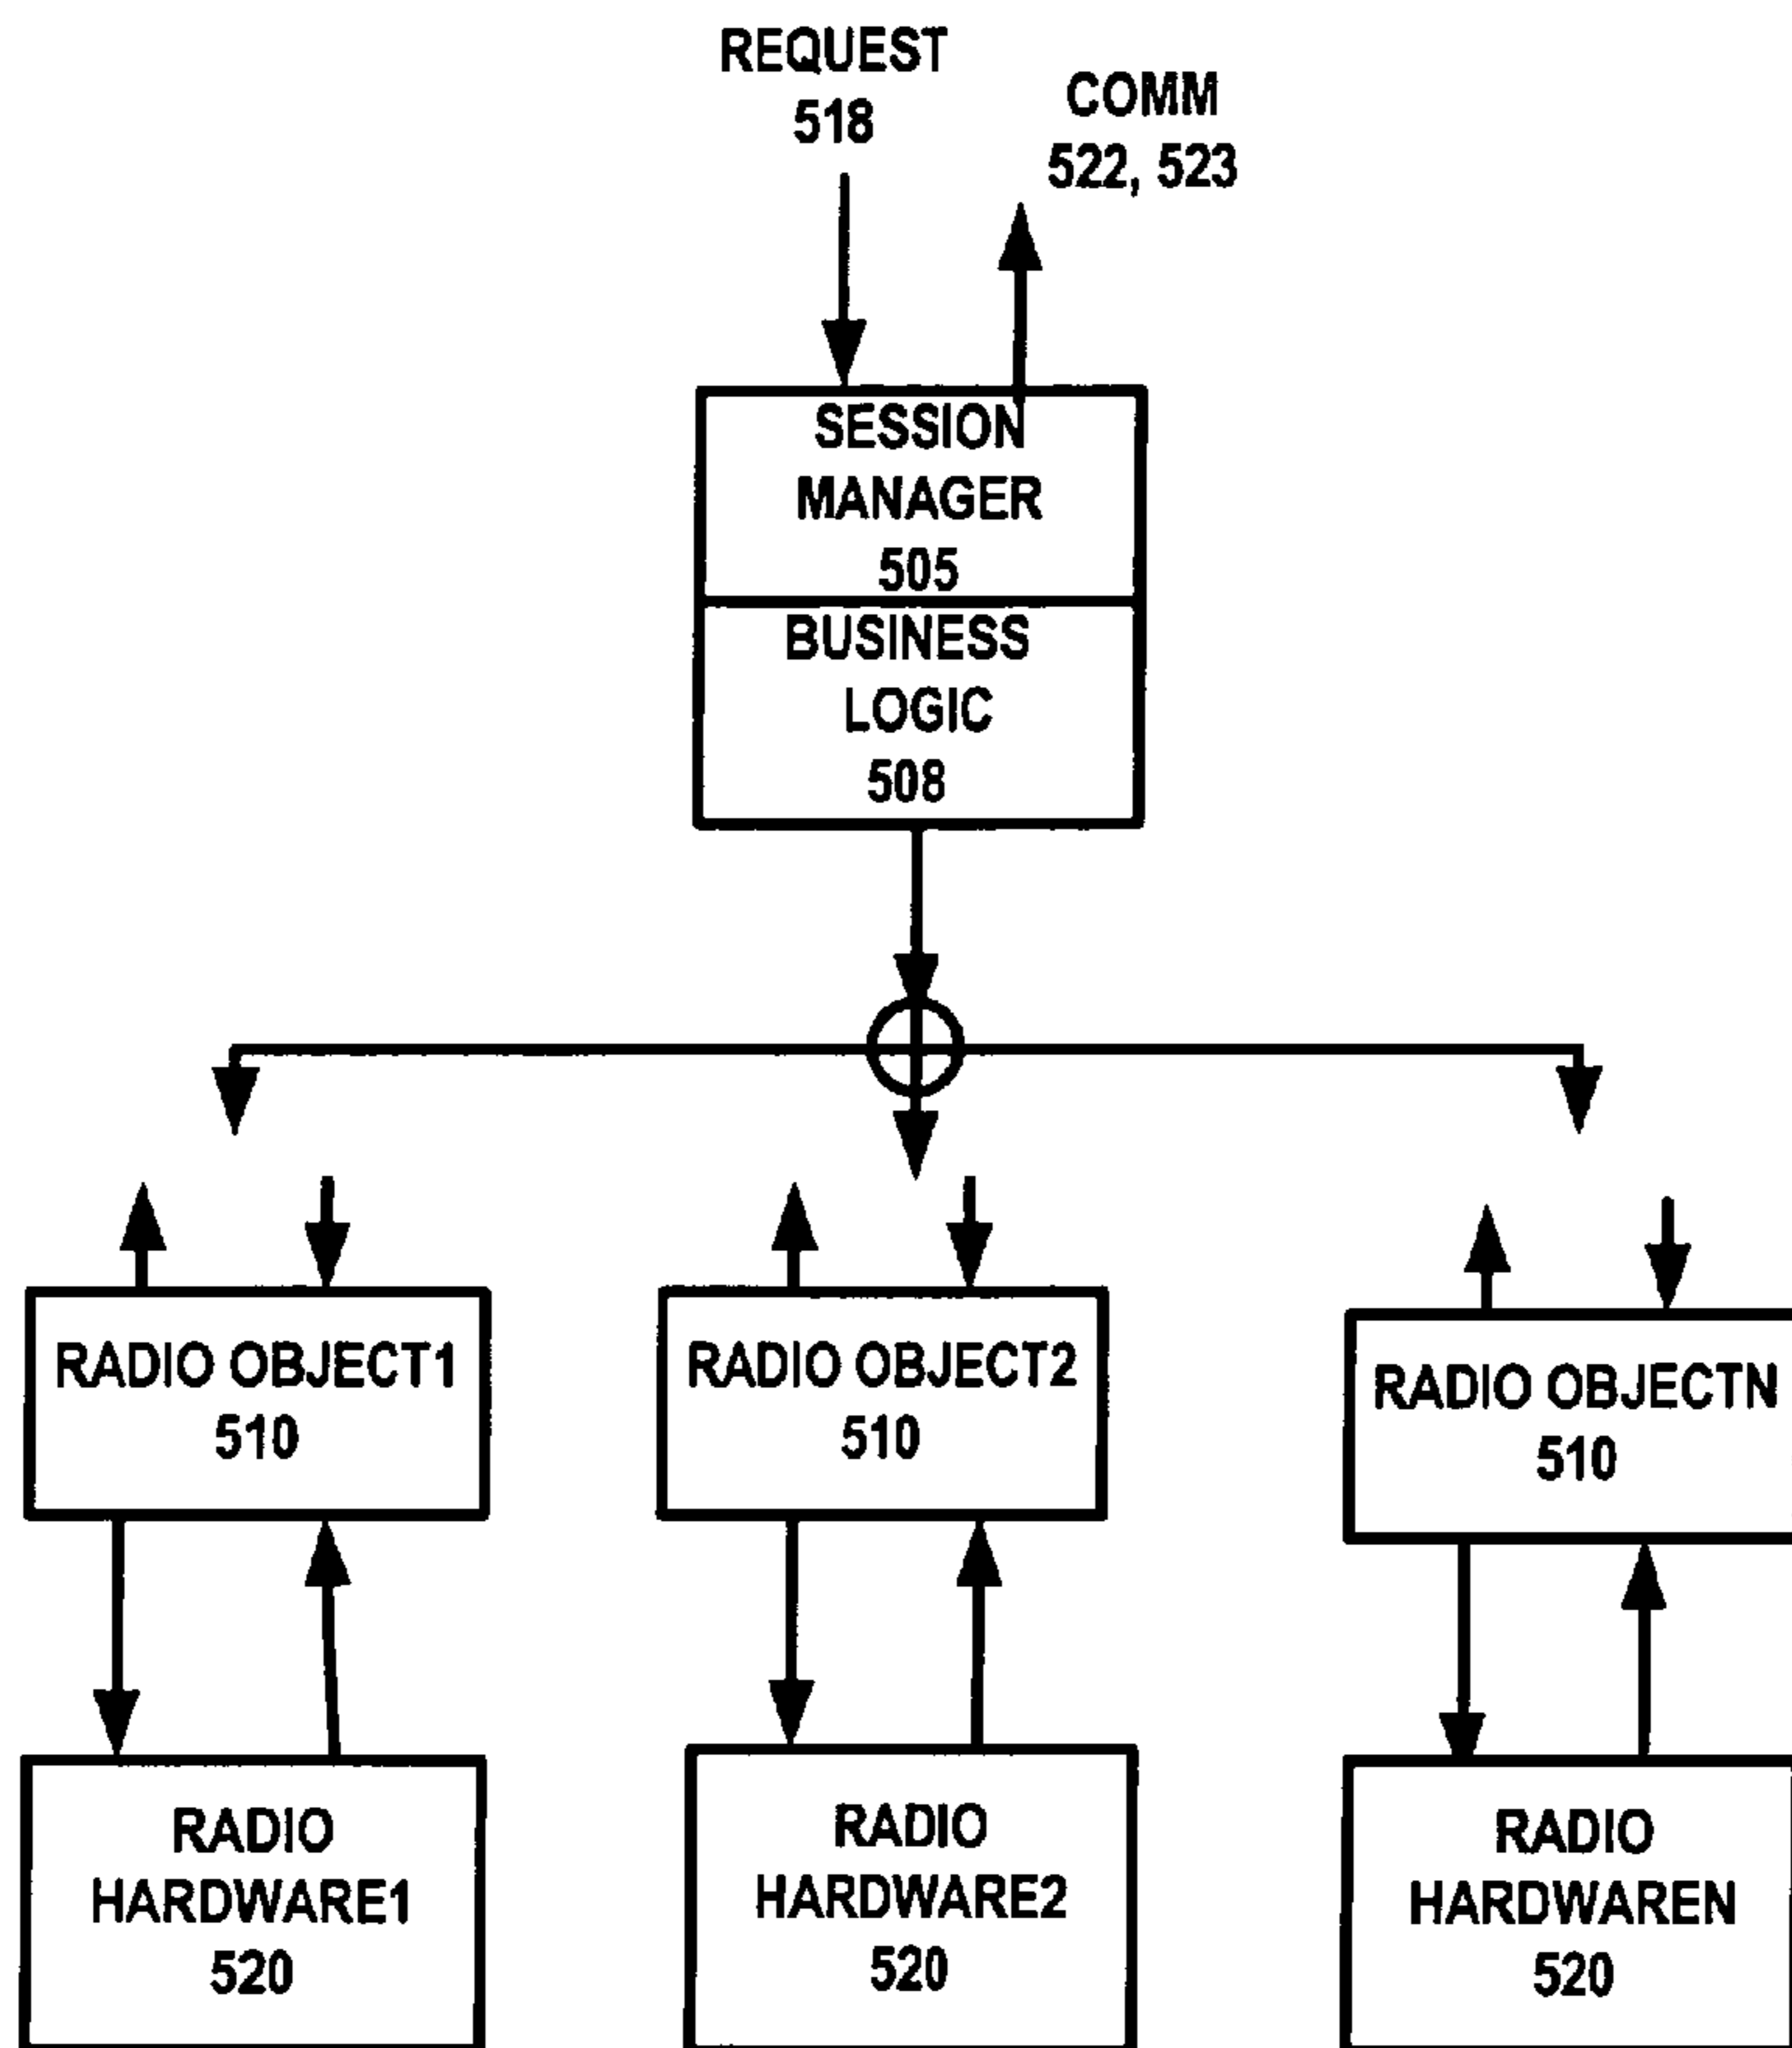 REQUEST
518
COMM
522, 523
SESSION
MANAGER
505
BUSINESS
LOGIC
508
RADIO OBJECT1
510
RADIO OBJECT2
510
RADIO OBJECTN
510
RADIO
HARDWARE1
520
RADIO
HARDWARE2
520
RADIO
HARDWAREN
520